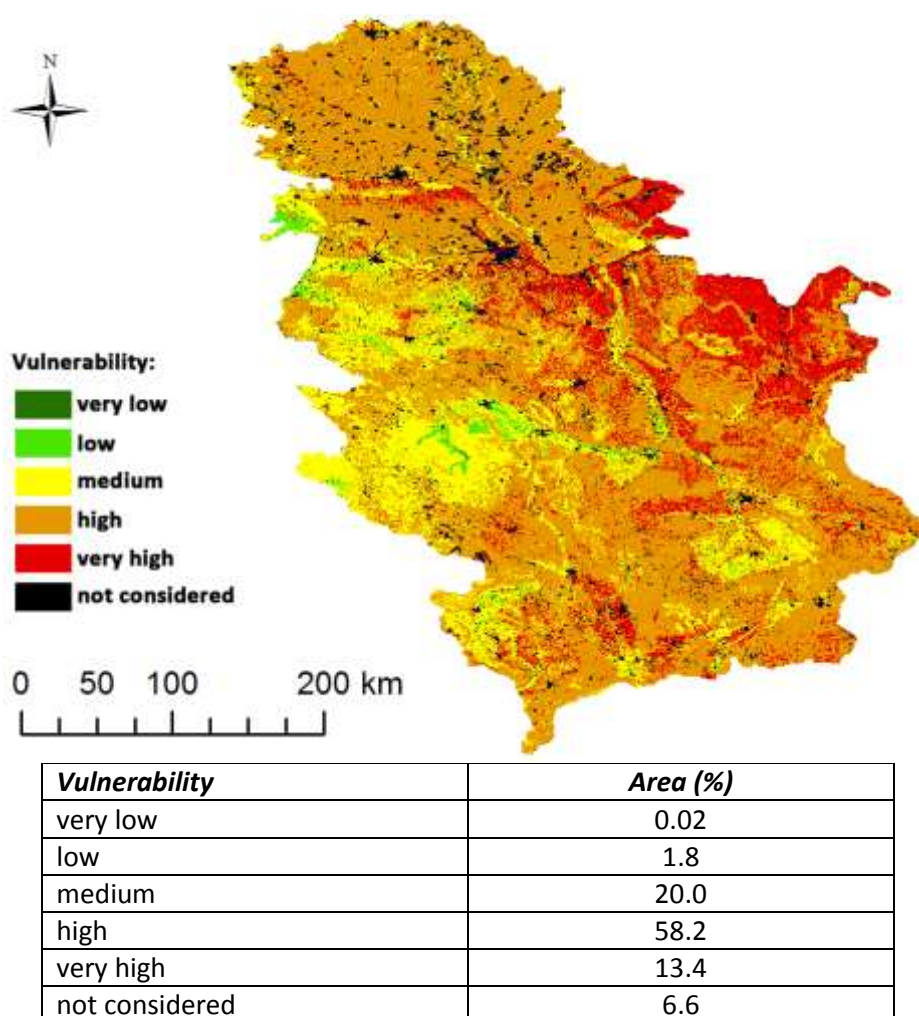 N
Vulnerability:
very low
low
medium
high
very high
not considered
0 50 100 200 km
Vulnerability Area (%)
very low 0.02
low 1.8
medium 20.0
high 58.2
very high 13.4
not considered 6.6